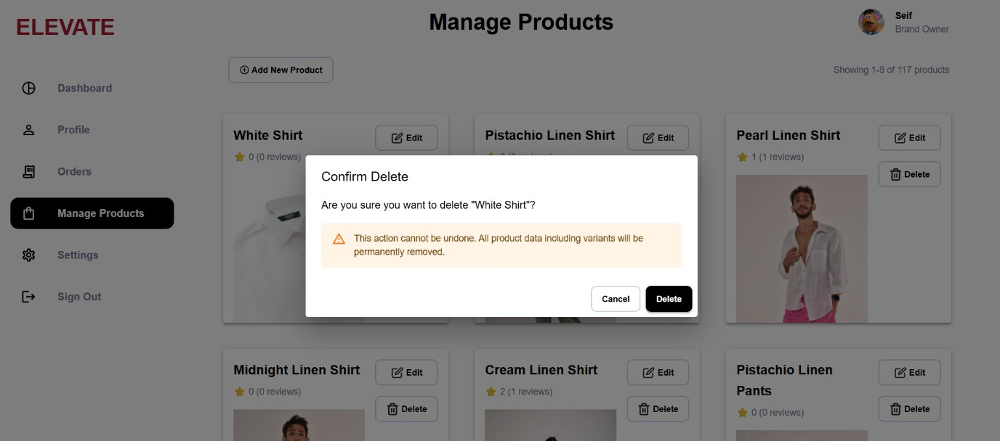 ELEVATE
Manage Products
Seif
Brand Owner
Add New Product
Showing 1-9 of 117 products
Dashboard
Profile
Orders
Manage Products
Settings
Sign Out
White Shirt
Edit
0 (0 reviews)
Pistachio Linen Shirt
Edit
Pearl Linen Shirt
Edit
1 (1 reviews)
Delete
Confirm Delete
Are you sure you want to delete "White Shirt"?
This action cannot be undone. All product data including variants will be
permanently removed.
Cancel
Delete
Midnight Linen Shirt
Edit
0 (0 reviews)
Delete
Cream Linen Shirt
Edit
2 (1 reviews)
Delete
Pistachio Linen
Pants
Edit
0 (0 reviews)
Delete